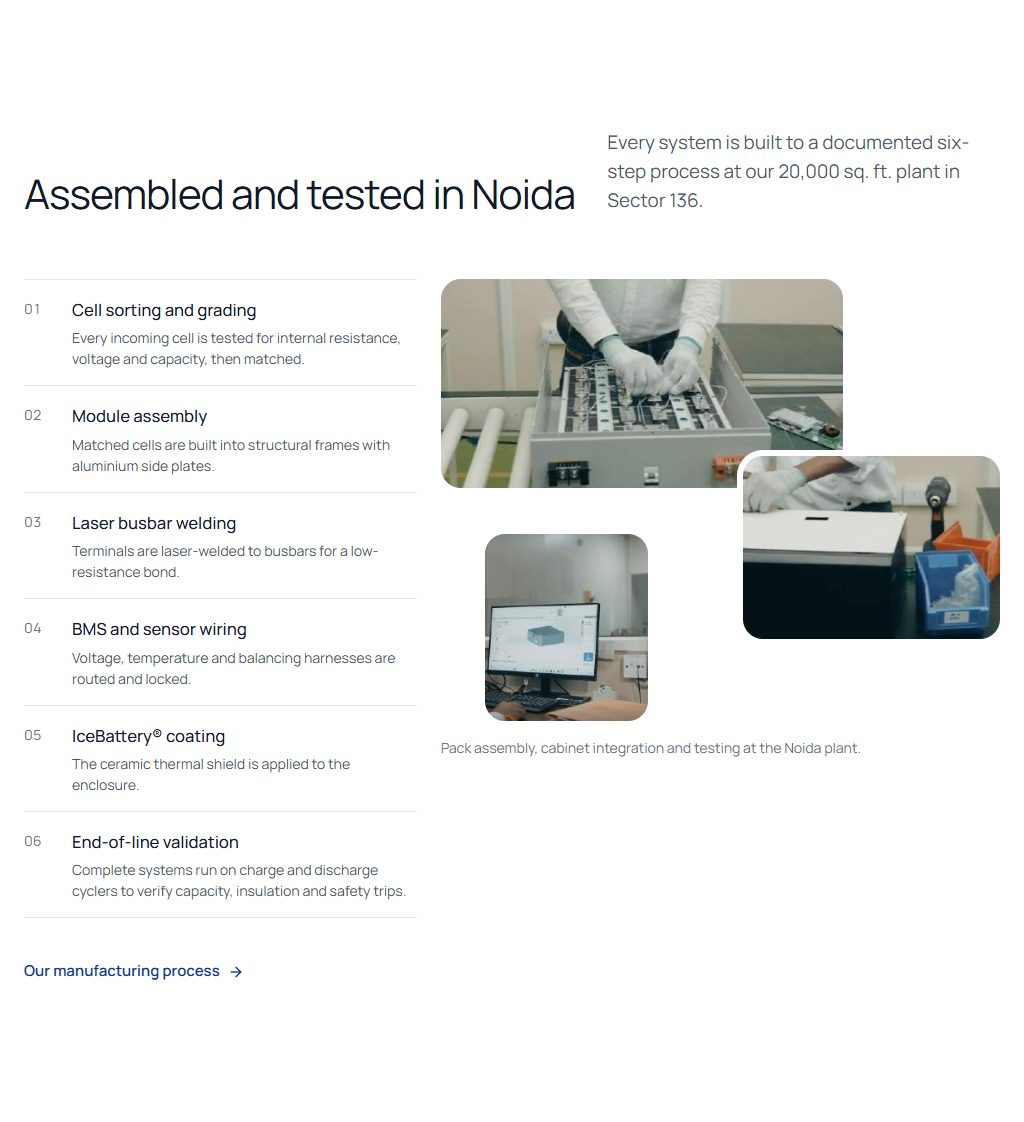 Assembled and tested in Noida
Every system is built to a documented six-
step process at our 20,000 sq. ft. plant in
Sector 136.
01
Cell sorting and grading
Every incoming cell is tested for internal resistance,
voltage and capacity, then matched.
02
Module assembly
Matched cells are built into structural frames with
aluminium side plates.
03
Laser busbar welding
Terminals are laser-welded to busbars for a low-
resistance bond.
04
BMS and sensor wiring
Voltage, temperature and balancing harnesses are
routed and locked.
05
IceBattery® coating
The ceramic thermal shield is applied to the
enclosure.
06
End-of-line validation
Complete systems run on charge and discharge
cyclers to verify capacity, insulation and safety trips.
Our manufacturing process →
Pack assembly, cabinet integration and testing at the Noida plant.